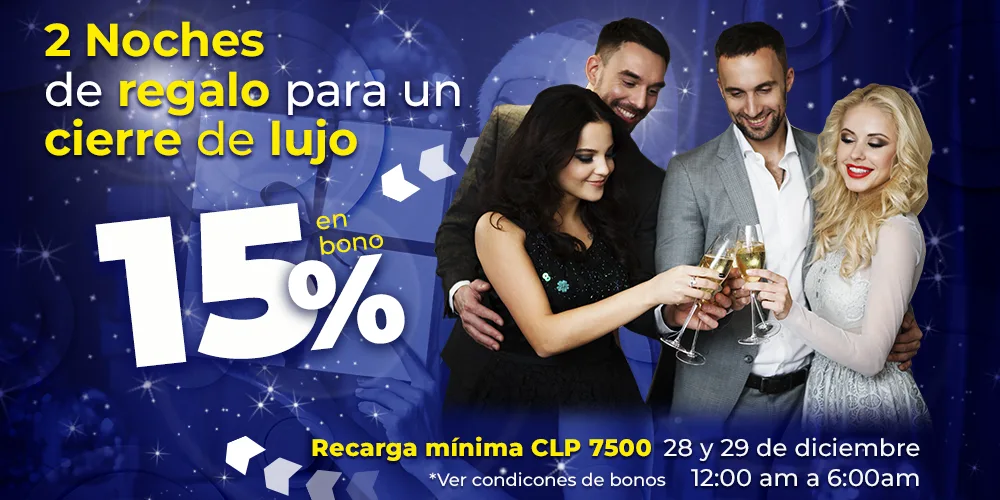 2 Noches
de regalo para un
cierre de lujo
15%
en
bono
Recarga mínima CLP 7500 28 y 29 de diciembre
*Ver condicones de bonos 12:00 am a 6:00am